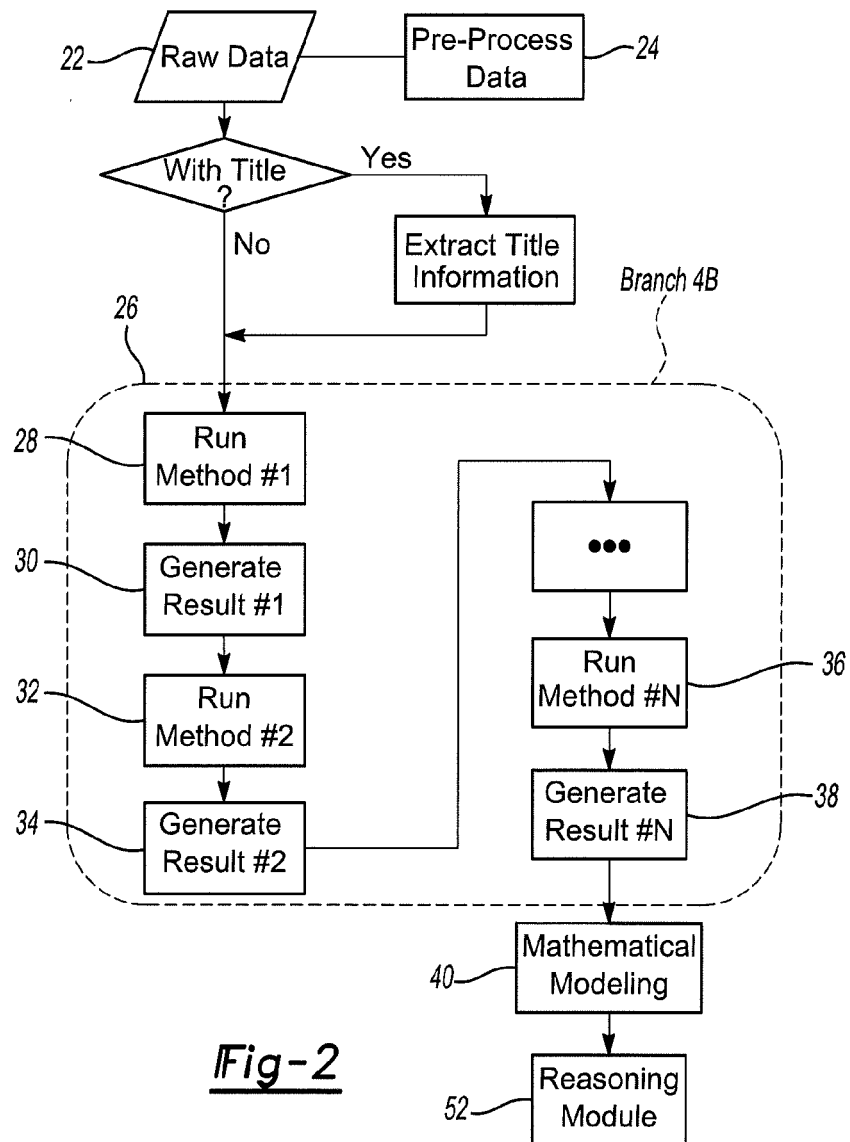 22
Raw Data
Pre-Process
Data
24
With Title
?
Yes
No
Extract Title
Information
Branch 4B
26
28
Run
Method #1
30
Generate
Result #1
32
Run
Method #2
34
Generate
Result #2
•••
Run
Method #N
36
Generate
Result #N
38
Mathematical
Modeling
40
Reasoning
Module
52
Fig-2